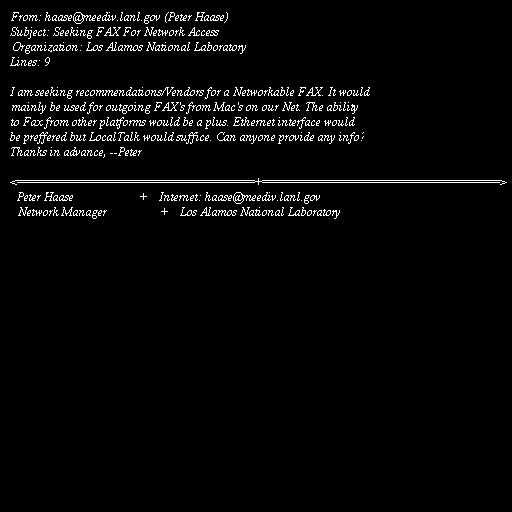 From: haase@meediv.lanl.gov (Peter Haase)
Subject: Seeking FAX For Network Access
Organization: Los Alamos National Laboratory
Lines: 9

I am seeking recommendations/Vendors for a Networkable FAX. It would
mainly be used for outgoing FAX's from Mac's on our Net. The ability
to Fax from other platforms would be a plus. Ethernet interface would
be preffered but LocalTalk would suffice. Can anyone provide any info?
Thanks in advance, --Peter

<==================================+==================================>
Peter Haase + Internet: haase@meediv.lanl.gov
Network Manager + Los Alamos National Laboratory